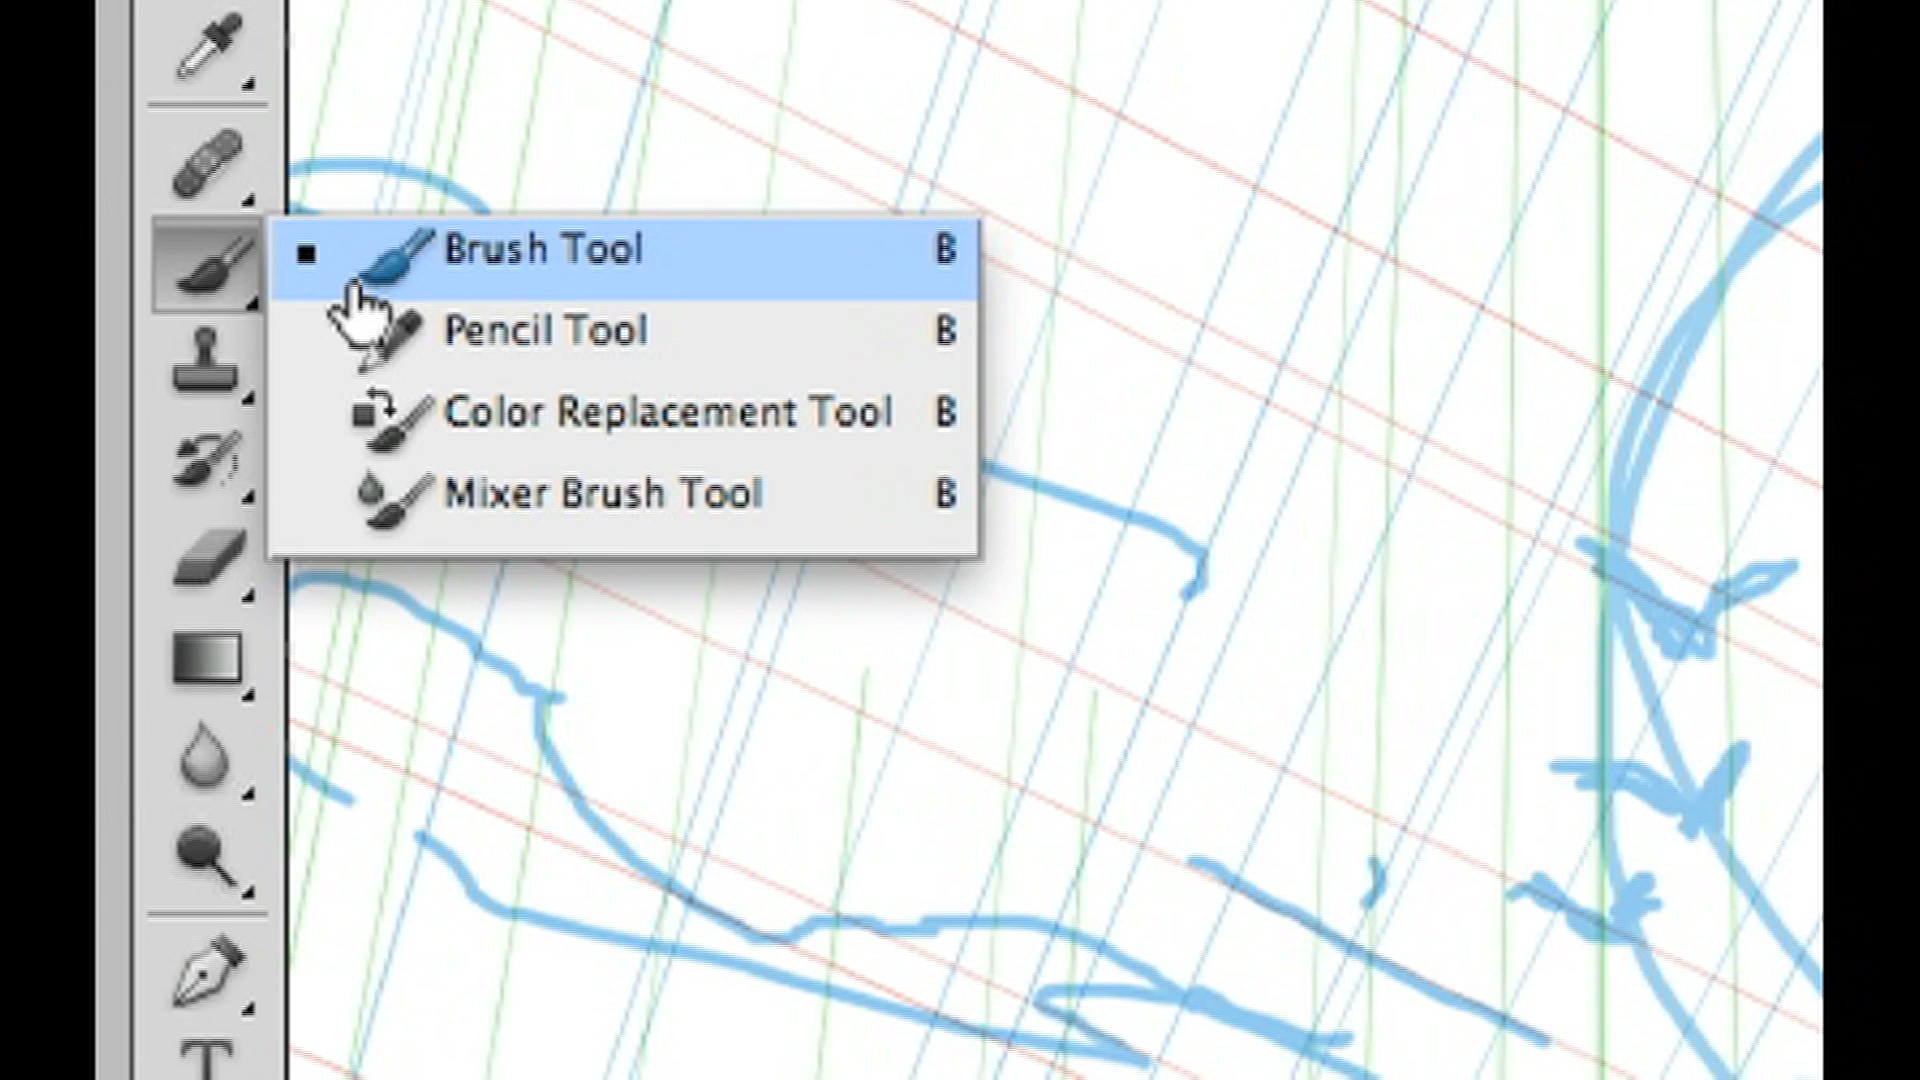 Brush Tool B
Pencil Tool B
Color Replacement Tool B
Mixer Brush Tool B
T